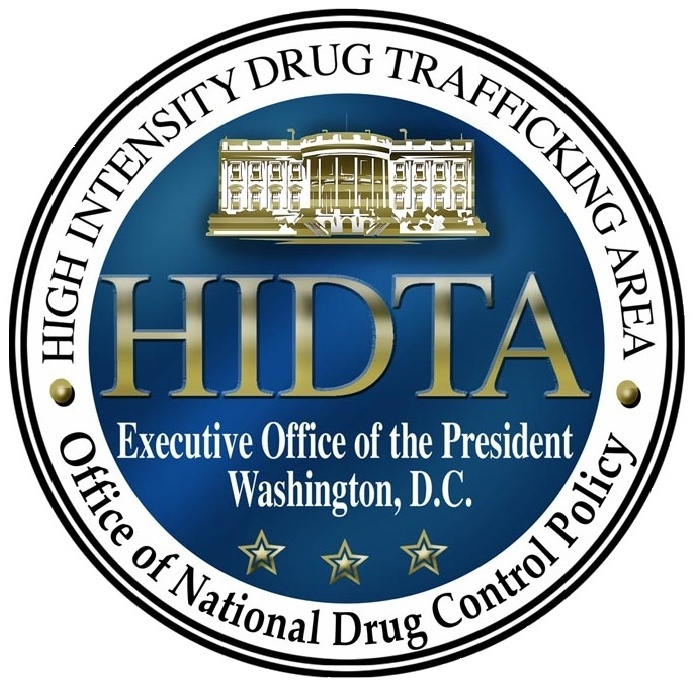 HIGH INTENSITY DRUG TRAFFICKING AREA
HIDTA
Executive Office of the President
Washington, D.C.
Office of National Drug Control Policy